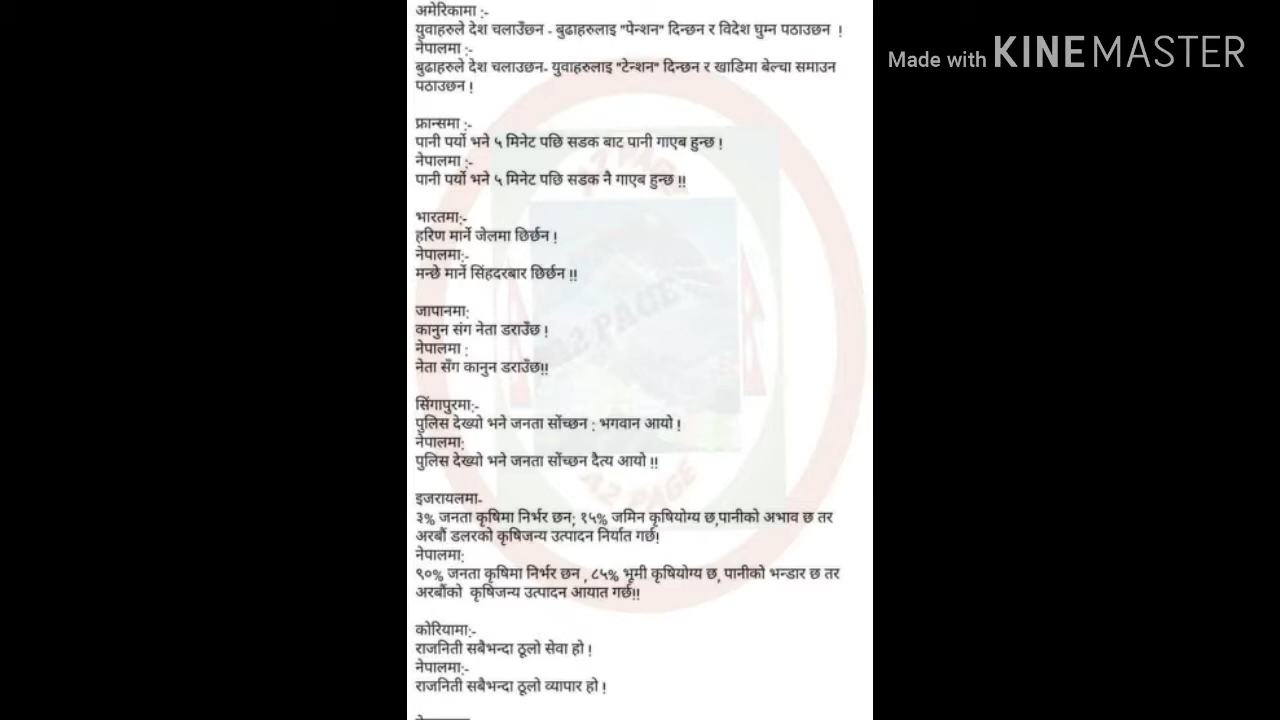 अमेरिकामा :-
युवाहरुले देश चलाउँछन - बुढाहरुलाइ "पेन्शन" दिन्छन र विदेश घुम्न पठाउछन !
नेपालमा :-
बुढाहरुले देश चलाउछन- युवाहरुलाइ "टेन्शन" दिन्छन र खाडिमा बेल्चा समाउन
पठाउछन !
फ्रान्समा :-
पानी पर्यो भने ५ मिनेट पछि सडक बाट पानी गाएब हुन्छ !
नेपालमा :-
पानी पर्यो भने ५ मिनेट पछि सडक नै गाएब हुन्छ !!
भारतमा:-
हरिण मार्ने जेलमा छिर्छन !
नेपालमा:-
मन्छे मार्ने सिंहदरबार छिर्छन !!
जापानमा:
कानुन संग नेता डराउँछ !
नेपालमा :
नेता सँग कानुन डराउँछ!!
सिंगापुरमा:-
पुलिस देख्यो भने जनता सोंच्छन : भगवान आयो !
नेपालमा:
पुलिस देख्यो भने जनता सोंच्छन दैत्य आयो !!
इजरायलमा-
३% जनता कृषिमा निर्भर छन; १५% जमिन कृषियोग्य छ,पानीको अभाव छ तर
अरबौं डलरको कृषिजन्य उत्पादन निर्यात गर्छ!
नेपालमा:
९०% जनता कृषिमा निर्भर छन , ८५% भूमी कृषियोग्य छ, पानीको भन्डार छ तर
अरबौंको कृषिजन्य उत्पादन आयात गर्छ!!
कोरियामा:-
राजनिती सबैभन्दा ठूलो सेवा हो !
नेपालमा:-
राजनिती सबैभन्दा ठूलो व्यापार हो !
Made with KINEMASTER
A2 PAGE
A2 PAGE